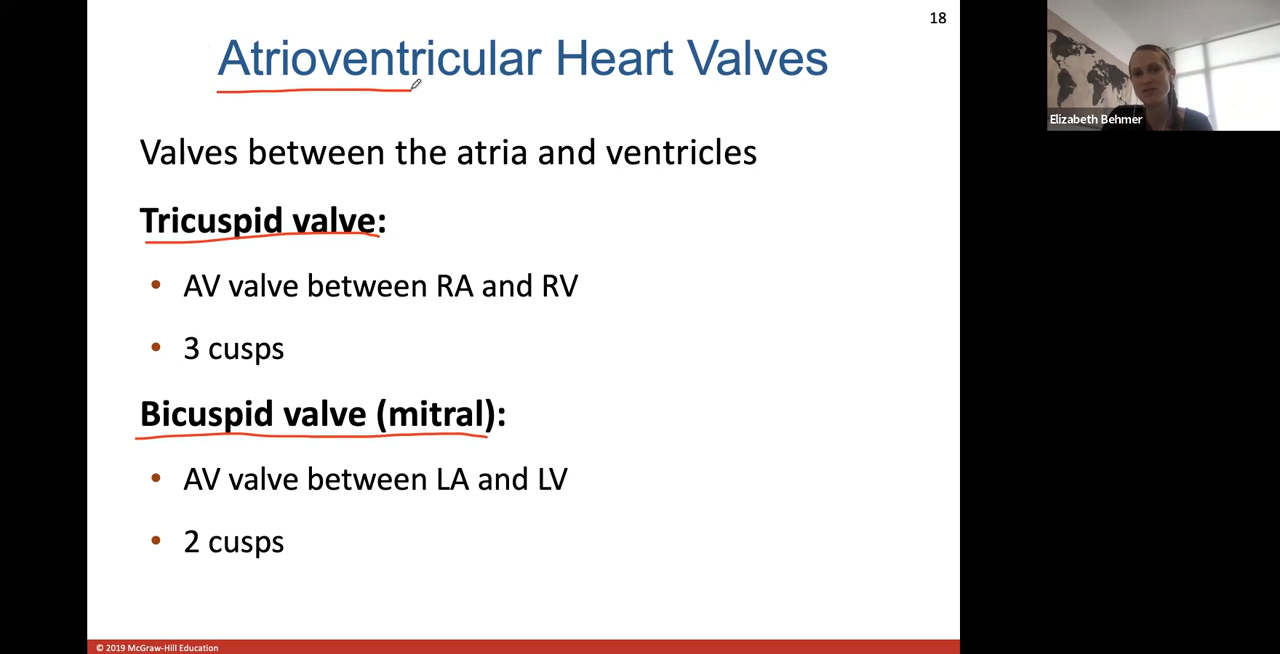 18
Atrioventricular Heart Valves
Valves between the atria and ventricles
Tricuspid valve:
• AV valve between RA and RV
• 3 cusps
Bicuspid valve (mitral):
• AV valve between LA and LV
• 2 cusps
© 2019 McGraw-Hill Education
Elizabeth Behmer